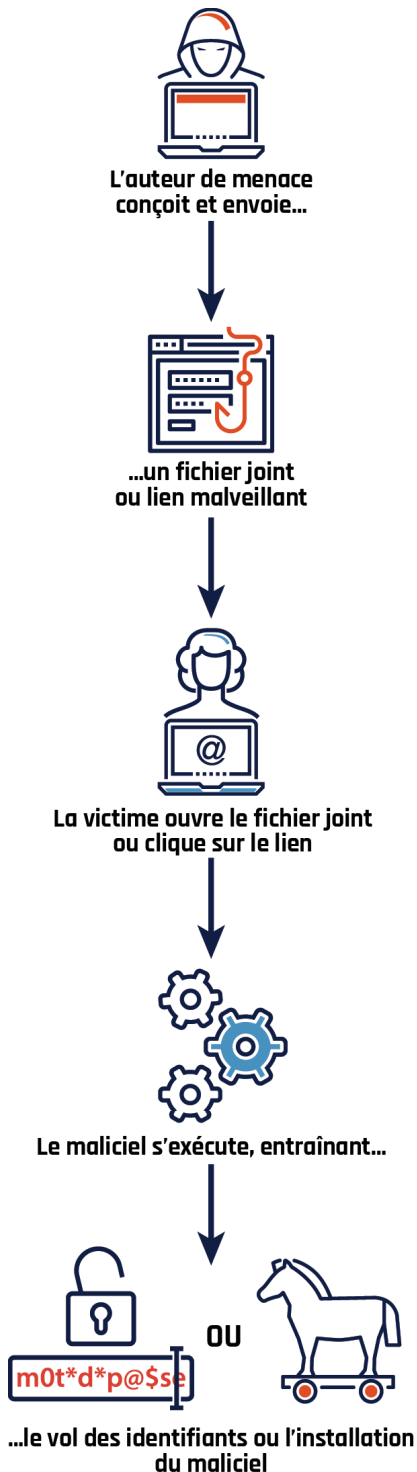 L'auteur de menace
conçoit et envoie...
...un fichier joint
ou lien malveillant
@
La victime ouvre le fichier joint
ou clique sur le lien
Le maliciel s'exécute, entraînant...
OU
m0t*d*p@$se
...le vol des identifiants ou l'installation
du maliciel